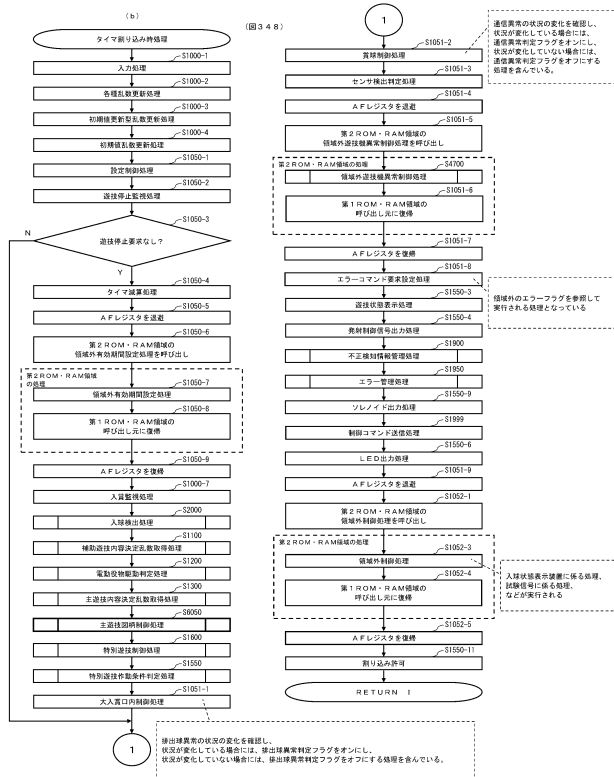 (b)
(図348)
タイマ割り込み時処理
S1000-1
入力処理
S1000-2
各種乱数更新処理
S1000-3
初期値更新型乱数更新処理
S1000-4
初期値乱数更新処理
S1050-1
設定制御処理
S1050-2
遊技停止監視処理
S1050-3
N
遊技停止要求なし?
Y
S1050-4
タイマ減算処理
S1050-5
AFレジスタを退避
S1050-6
第2ROM・RAM領域の
領域外有効期間設定処理を呼び出し
第2ROM・RAM領域
の処理
S1050-7
領域外有効期間設定処理
S1050-8
第1ROM・RAM領域の
呼び出し元に復帰
S1050-9
AFレジスタを復帰
S1000-7
入賞監視処理
S2000
入球検出処理
S1100
補助遊技内容決定乱数取得処理
S1200
電動役物駆動判定処理
S1300
主遊技内容決定乱数取得処理
S6050
主遊技図柄制御処理
S1600
特別遊技制御処理
S1550
特別遊技作動条件判定処理
S1051-1
大入賞口内制御処理
1
排出球異常の状況の変化を確認し、
状況が変化している場合には、排出球異常判定フラグをオンにし、
状況が変化していない場合には、排出球異常判定フラグをオフにする処理を含んでいる。
1
S1051-2
賞球制御処理
通信異常の状況の変化を確認し、
状況が変化している場合には、
通信異常判定フラグをオンにし、
状況が変化していない場合には、
通信異常判定フラグをオフにする
処理を含んでいる。
S1051-3
センサ検出判定処理
S1051-4
AFレジスタを退避
S1051-5
第2ROM・RAM領域の
領域外遊技機異常制御処理を呼び出し
第2ROM・RAM領域の処理
S4700
領域外遊技機異常制御処理
S1051-6
第1ROM・RAM領域の
呼び出し元に復帰
S1051-7
AFレジスタを復帰
S1051-8
エラーコマンド要求設定処理
領域外のエラーフラグを参照して
実行される処理となっている
S1550-3
遊技状態表示処理
S1550-4
発射制御信号出力処理
S1900
不正検知情報管理処理
S1950
エラー管理処理
S1550-9
ソレノイド出力処理
S1999
制御コマンド送信処理
S1550-6
LED出力処理
S1051-9
AFレジスタを退避
S1052-1
第2ROM・RAM領域の
領域外制御処理を呼び出し
第2ROM・RAM領域の処理
S1052-3
領域外制御処理
入球状態表示装置に係る処理、
試験信号に係る処理、
などが実行される
S1052-4
第1ROM・RAM領域の
呼び出し元に復帰
S1052-5
AFレジスタを復帰
S1550-11
割り込み許可
RETURN I